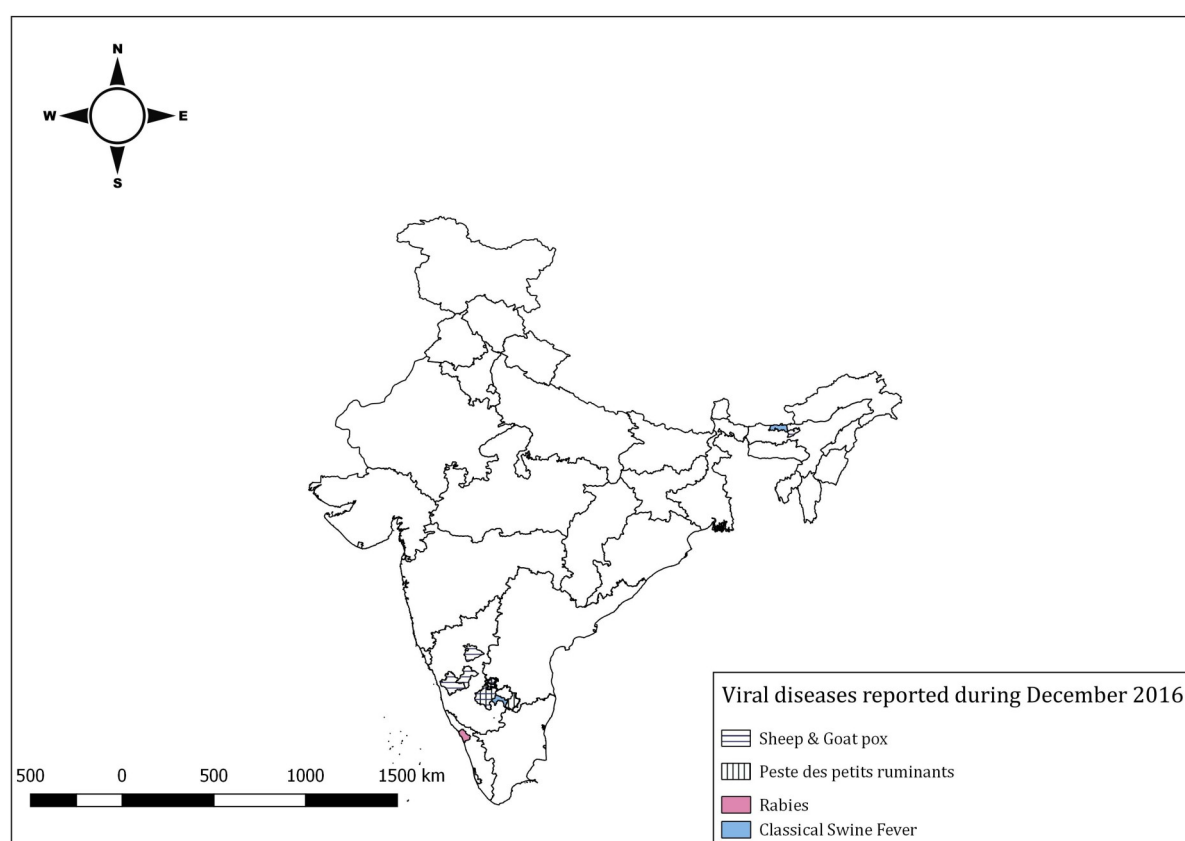 N
W E
S
500 0 500 1000 1500 km
Viral diseases reported during December 2016
Sheep & Goat pox
Peste des petits ruminants
Rabies
Classical Swine Fever